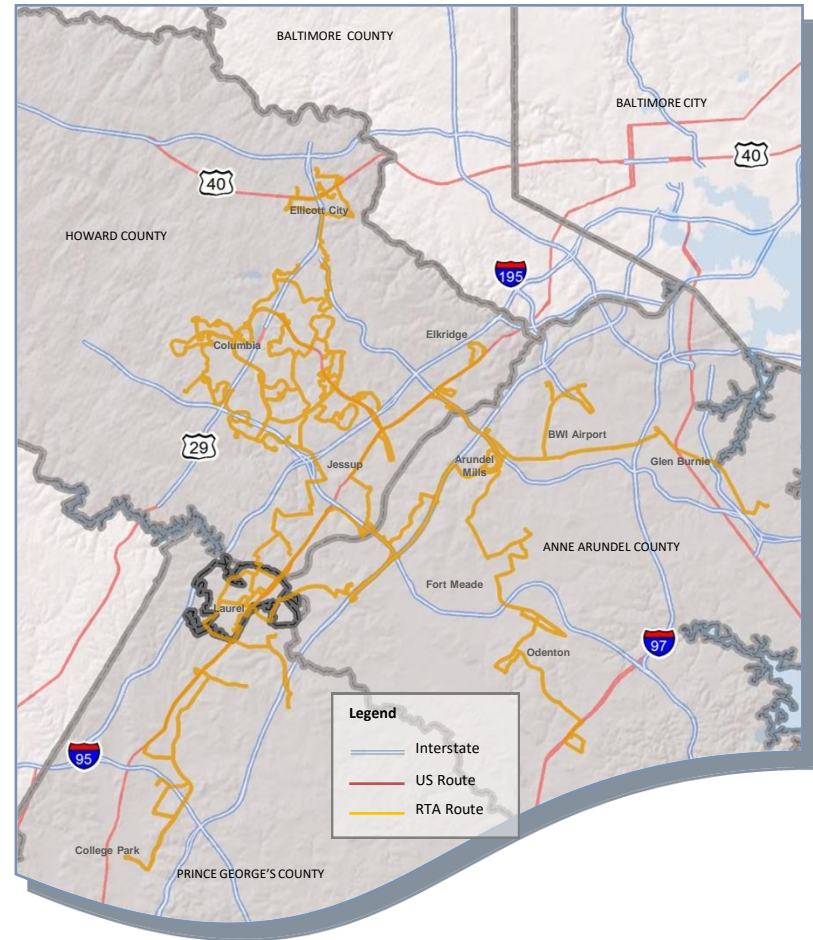 BALTIMORE COUNTY
BALTIMORE CITY
40
40
Ellicott City
HOWARD COUNTY
195
Elkridge
Columbia
29
BWI Airport
Jessup
Arundel
Mills
Glen Burnie
ANNE ARUNDEL COUNTY
Fort Meade
Laurel
97
Odenton
Legend
Interstate
US Route
RTA Route
95
College Park
PRINCE GEORGE'S COUNTY